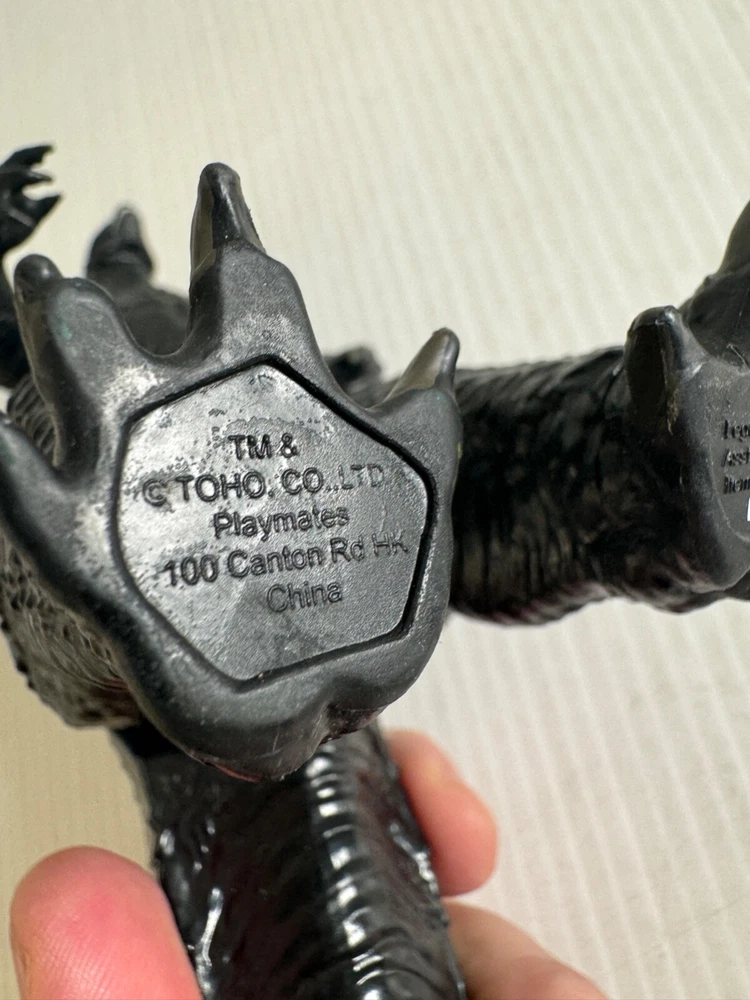 TM &
© TOHO. CO..LTD
Playmates
100 Canton Rd HK
China